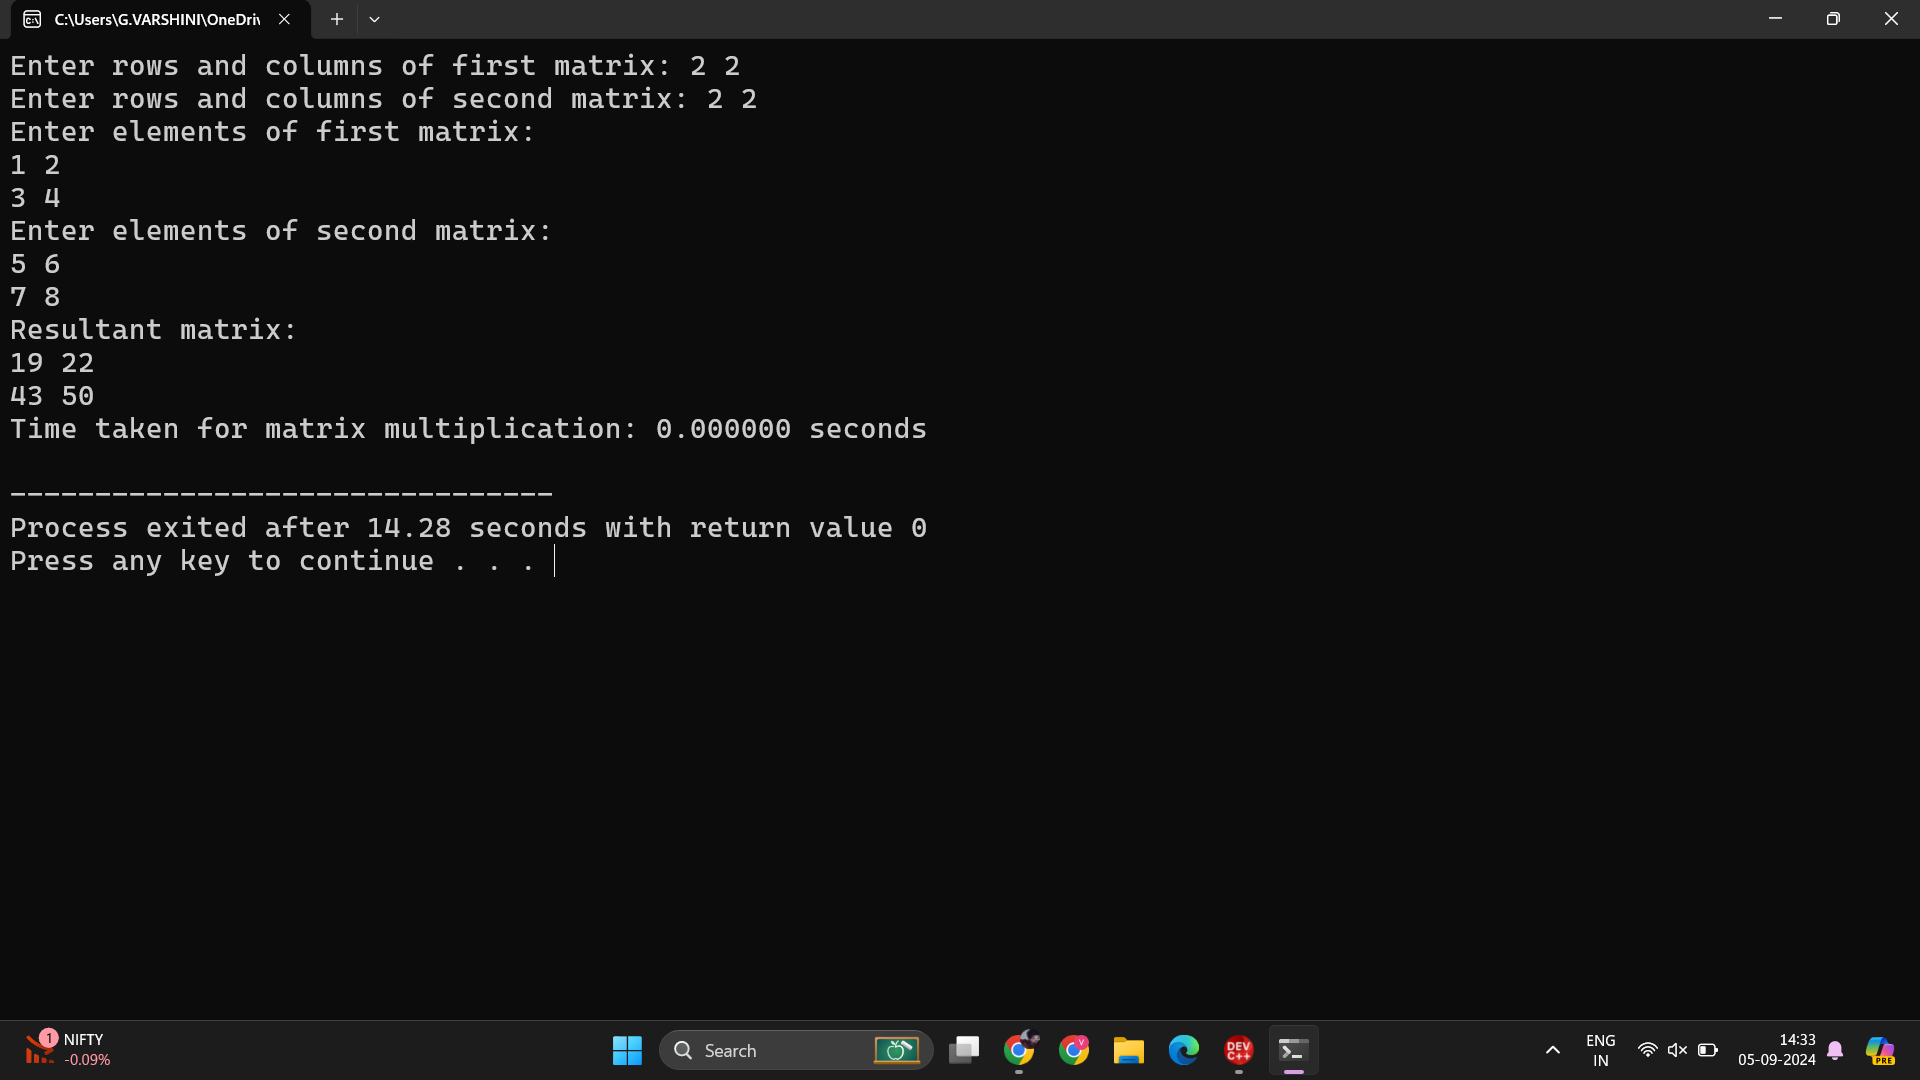 C:\Users\G.VARSHINI\OneDri
Enter rows and columns of first matrix: 2 2
Enter rows and columns of second matrix: 2 2
Enter elements of first matrix:
1 2
3 4
Enter elements of second matrix:
5 6
7 8
Resultant matrix:
19 22
43 50
Time taken for matrix multiplication: 0.000000 seconds
--------------------------------
Process exited after 14.28 seconds with return value 0
Press any key to continue . . .
1
NIFTY
-0.09%
Search
V
DEV
C++
ENG
IN
14:33
05-09-2024
PRE